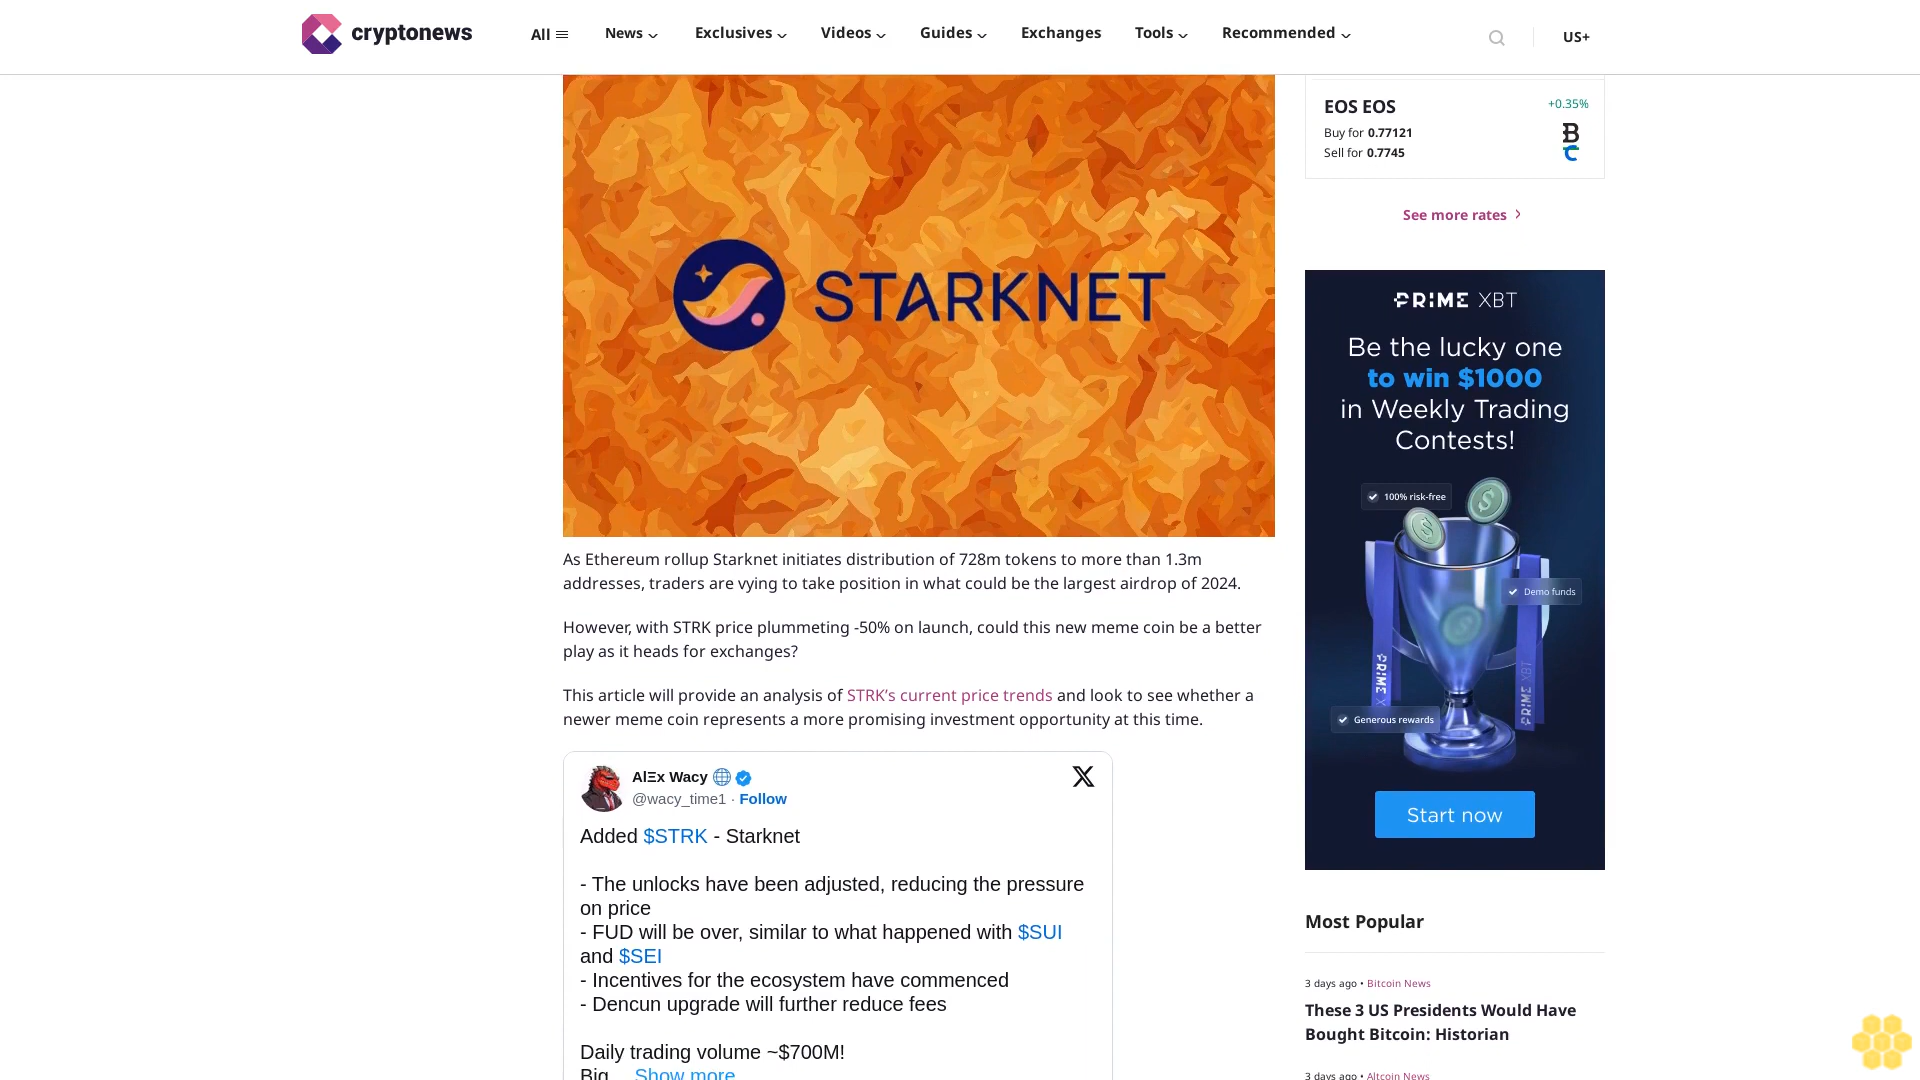 cryptonews
All
News
Exclusives
Videos
Guides
Exchanges
Tools
Recommended
US+
STARKNET
As Ethereum rollup Starknet initiates distribution of 728m tokens to more than 1.3m
addresses, traders are vying to take position in what could be the largest airdrop of 2024.
However, with STRK price plummeting -50% on launch, could this new meme coin be a better
play as it heads for exchanges?
This article will provide an analysis of STRK’s current price trends and look to see whether a
newer meme coin represents a more promising investment opportunity at this time.
AlΞx Wacy
@wacy_time1 · Follow
Added $STRK - Starknet
- The unlocks have been adjusted, reducing the pressure
on price
- FUD will be over, similar to what happened with $SUI
and $SEI
- Incentives for the ecosystem have commenced
- Dencun upgrade will further reduce fees
Daily trading volume ~$700M!
Big… Show more
EOS EOS
+0.35%
Buy for 0.77121
Sell for 0.7745
See more rates
PRIME XBT
Be the lucky one
to win $1000
in Weekly Trading
Contests!
100% risk-free
Demo funds
PRIME X
PRIME XBT
Generous rewards
Start now
Most Popular
3 days ago • Bitcoin News
These 3 US Presidents Would Have
Bought Bitcoin: Historian
3 days ago • Altcoin News